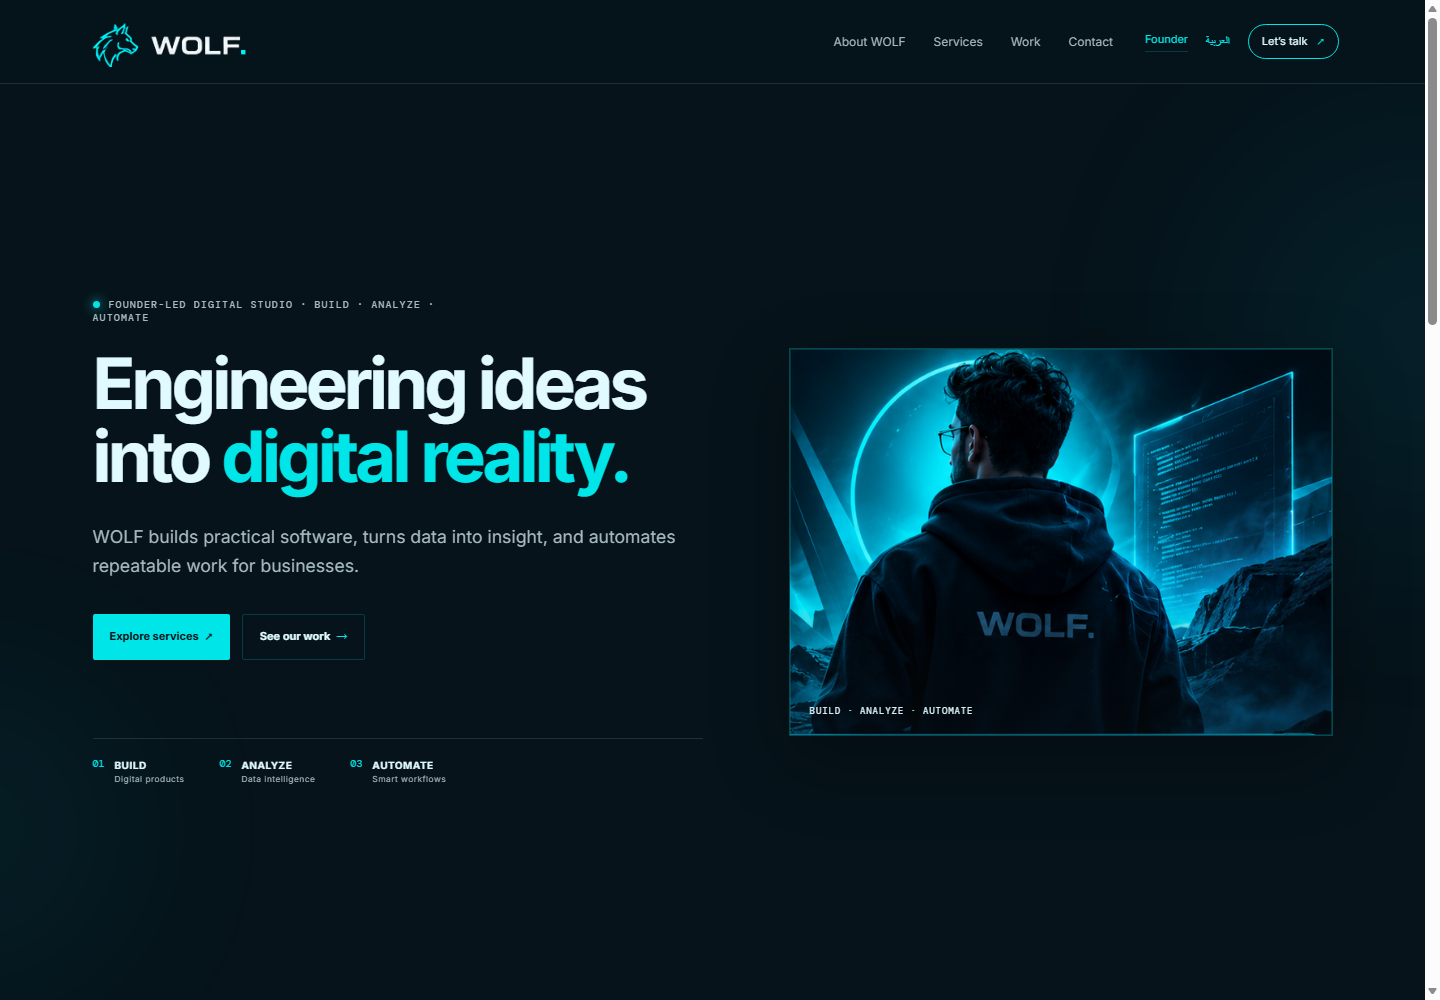 WOLF.
About WOLF
Services
Work
Contact
Founder
العربية
Let's talk ↗
FOUNDER-LED DIGITAL STUDIO · BUILD · ANALYZE ·
AUTOMATE
Engineering ideas
into digital reality.
WOLF builds practical software, turns data into insight, and automates
repeatable work for businesses.
Explore services ↗
See our work →
WOLF.
BUILD · ANALYZE · AUTOMATE
01 BUILD
Digital products
02 ANALYZE
Data intelligence
03 AUTOMATE
Smart workflows